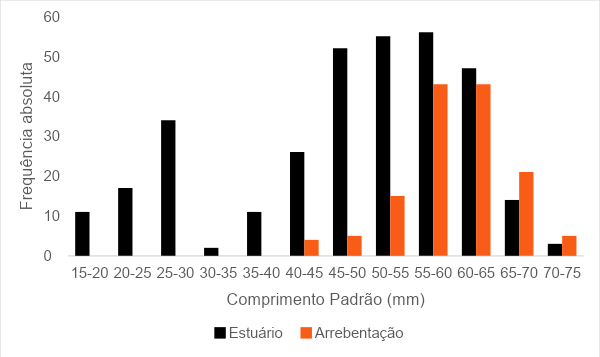 60
50
40
30
20
10
0
Frequência absoluta
15-20 20-25 25-30 30-35 35-40 40-45 45-50 50-55 55-60 60-65 65-70 70-75
Comprimento Padrão (mm)
Estuário Arrebentação